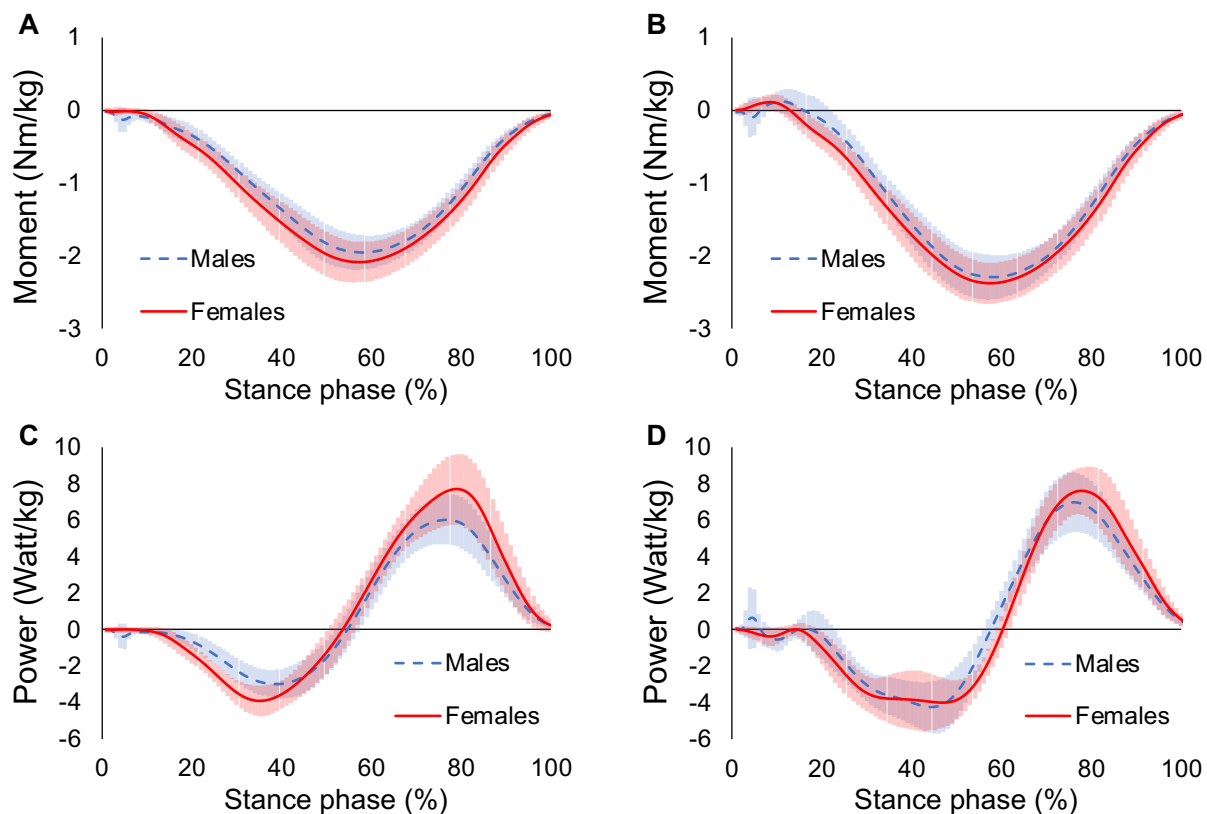 A
Moment (Nm/kg)
1
0
-1
-2
-3
Males
Females
0 20 40 60 80 100
Stance phase (%)
B
Moment (Nm/kg)
1
0
-1
-2
-3
Males
Females
0 20 40 60 80 100
Stance phase (%)
C
Power (Watt/kg)
10
8
6
4
2
0
-2
-4
-6
Males
Females
0 20 40 60 80 100
Stance phase (%)
D
Power (Watt/kg)
10
8
6
4
2
0
-2
-4
-6
Males
Females
0 20 40 60 80 100
Stance phase (%)